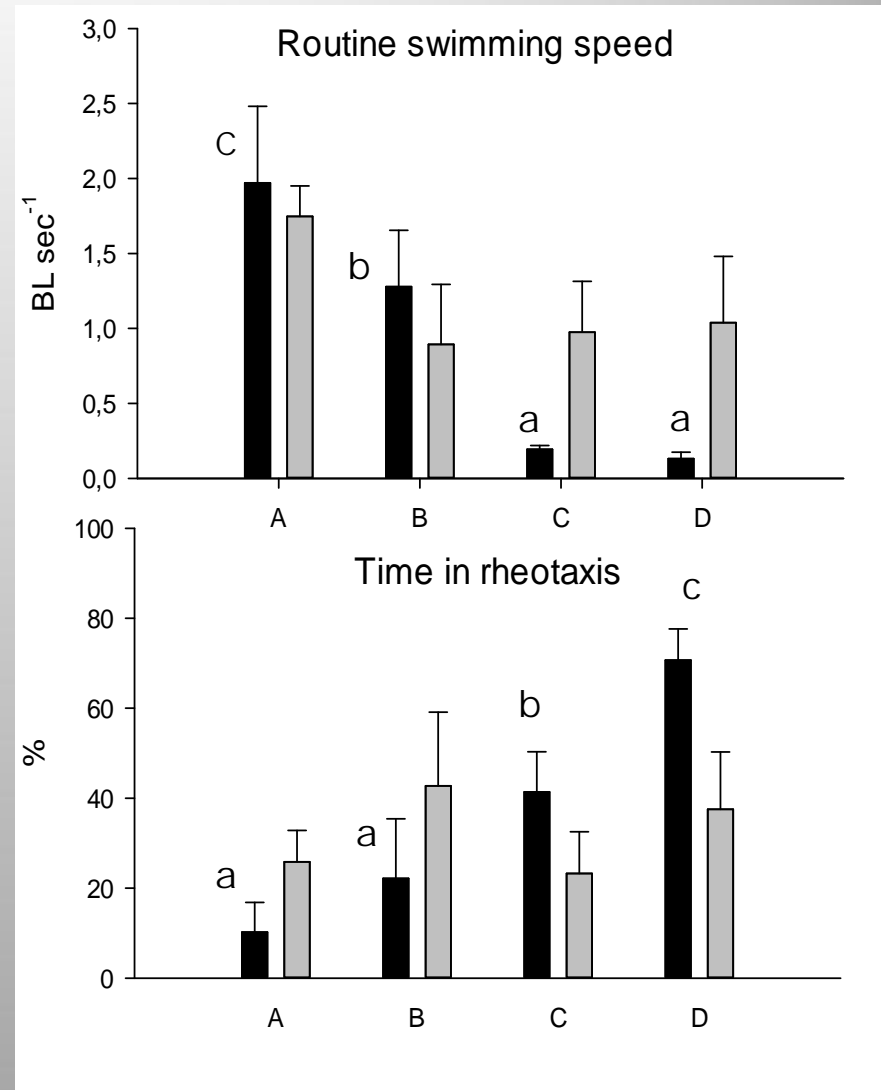 Routine swimming speed
BL sec-1
3,0
2,5
2,0
1,5
1,0
0,5
0,0
c
b
a
a
A B C D
Time in rheotaxis
%
100
80
60
40
20
0
a
a
b
c
A B C D